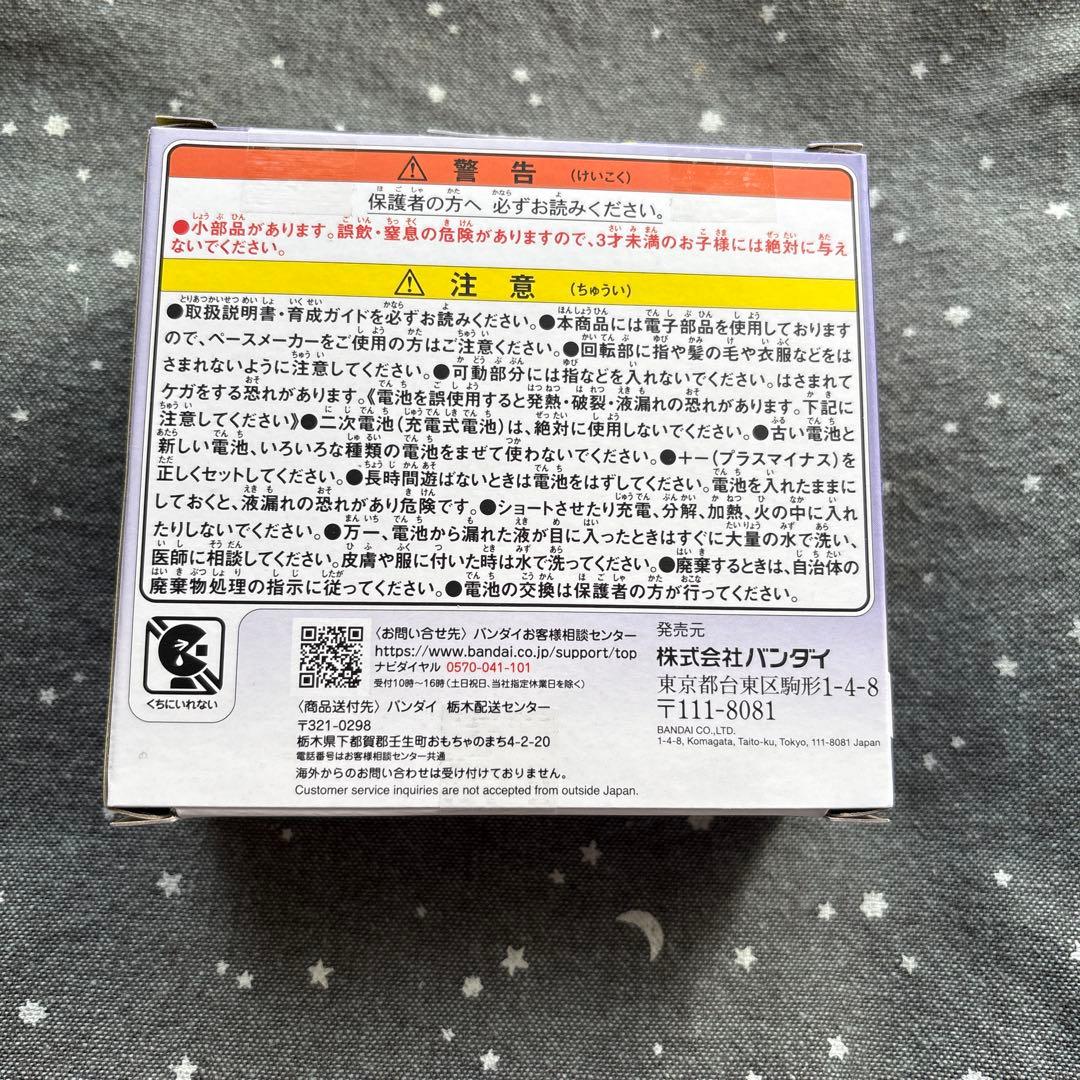 ⚠ 警告 (けいこく)
保護者の方へ 必ずお読みください。
●小部品があります。誤飲・窒息の危険がありますので、3才未満のお子様には絶対に与え
ないでください。
⚠ 注意 (ちゅうい)
●取扱説明書・育成ガイドを必ずお読みください。●本商品には電子部品を使用しております
ので、ペースメーカーをご使用の方はご注意ください。●回転部に指や髪の毛や衣服などをは
さまれないように注意してください。●可動部分には指などを入れないでください。はさまれて
ケガをする恐れがあります。《電池を誤使用すると発熱・破裂・液漏れの恐れがあります。下記に
注意してください》●二次電池(充電式電池)は、絶対に使用しないでください。●古い電池と
新しい電池、いろいろな種類の電池をまぜて使わないでください。●+-(プラスマイナス)を
正しくセットしてください。●長時間遊ばないときは電池をはずしてください。電池を入れたままに
しておくと、液漏れの恐れがあり危険です。●ショートさせたり充電、分解、加熱、火の中に入れ
たりしないでください。●万一、電池から漏れた液が目に入ったときはすぐに大量の水で洗い、
医師に相談してください。皮膚や服に付いた時は水で洗ってください。●廃棄するときは、自治体の
廃棄物処理の指示に従ってください。●電池の交換は保護者の方が行ってください。
くちにいれない
〈お問い合せ先〉バンダイお客様相談センター
https://www.bandai.co.jp/support/top
ナビダイヤル 0570-041-101
受付10時〜16時(土日祝日、当社指定休業日を除く)
〈商品送付先〉バンダイ 栃木配送センター
〒321-0298
栃木県下都賀郡壬生町おもちゃのまち4-2-20
電話番号はお客様相談センター共通
海外からのお問い合わせは受け付けておりません。
Customer service inquiries are not accepted from outside Japan.
発売元
株式会社バンダイ
東京都台東区駒形1-4-8
〒111-8081
BANDAI CO.,LTD.
1-4-8, Komagata, Taito-ku, Tokyo, 111-8081 Japan